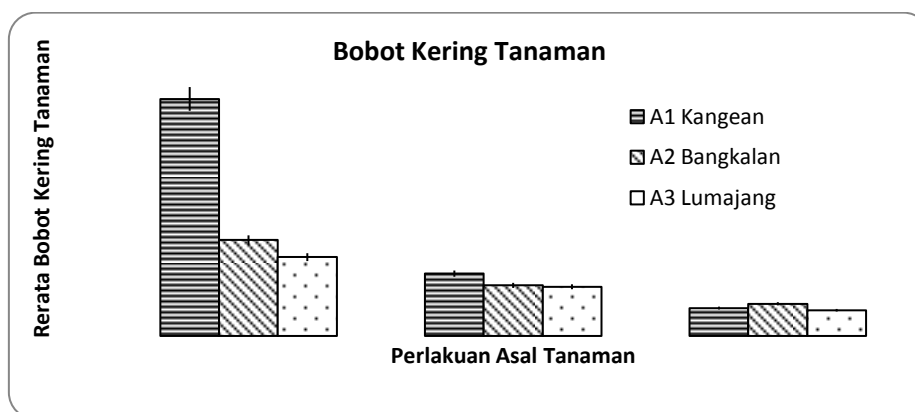 Bobot Kering Tanaman
Rerata Bobot Kering Tanaman
A1 Kangean
A2 Bangkalan
A3 Lumajang
Perlakuan Asal Tanaman